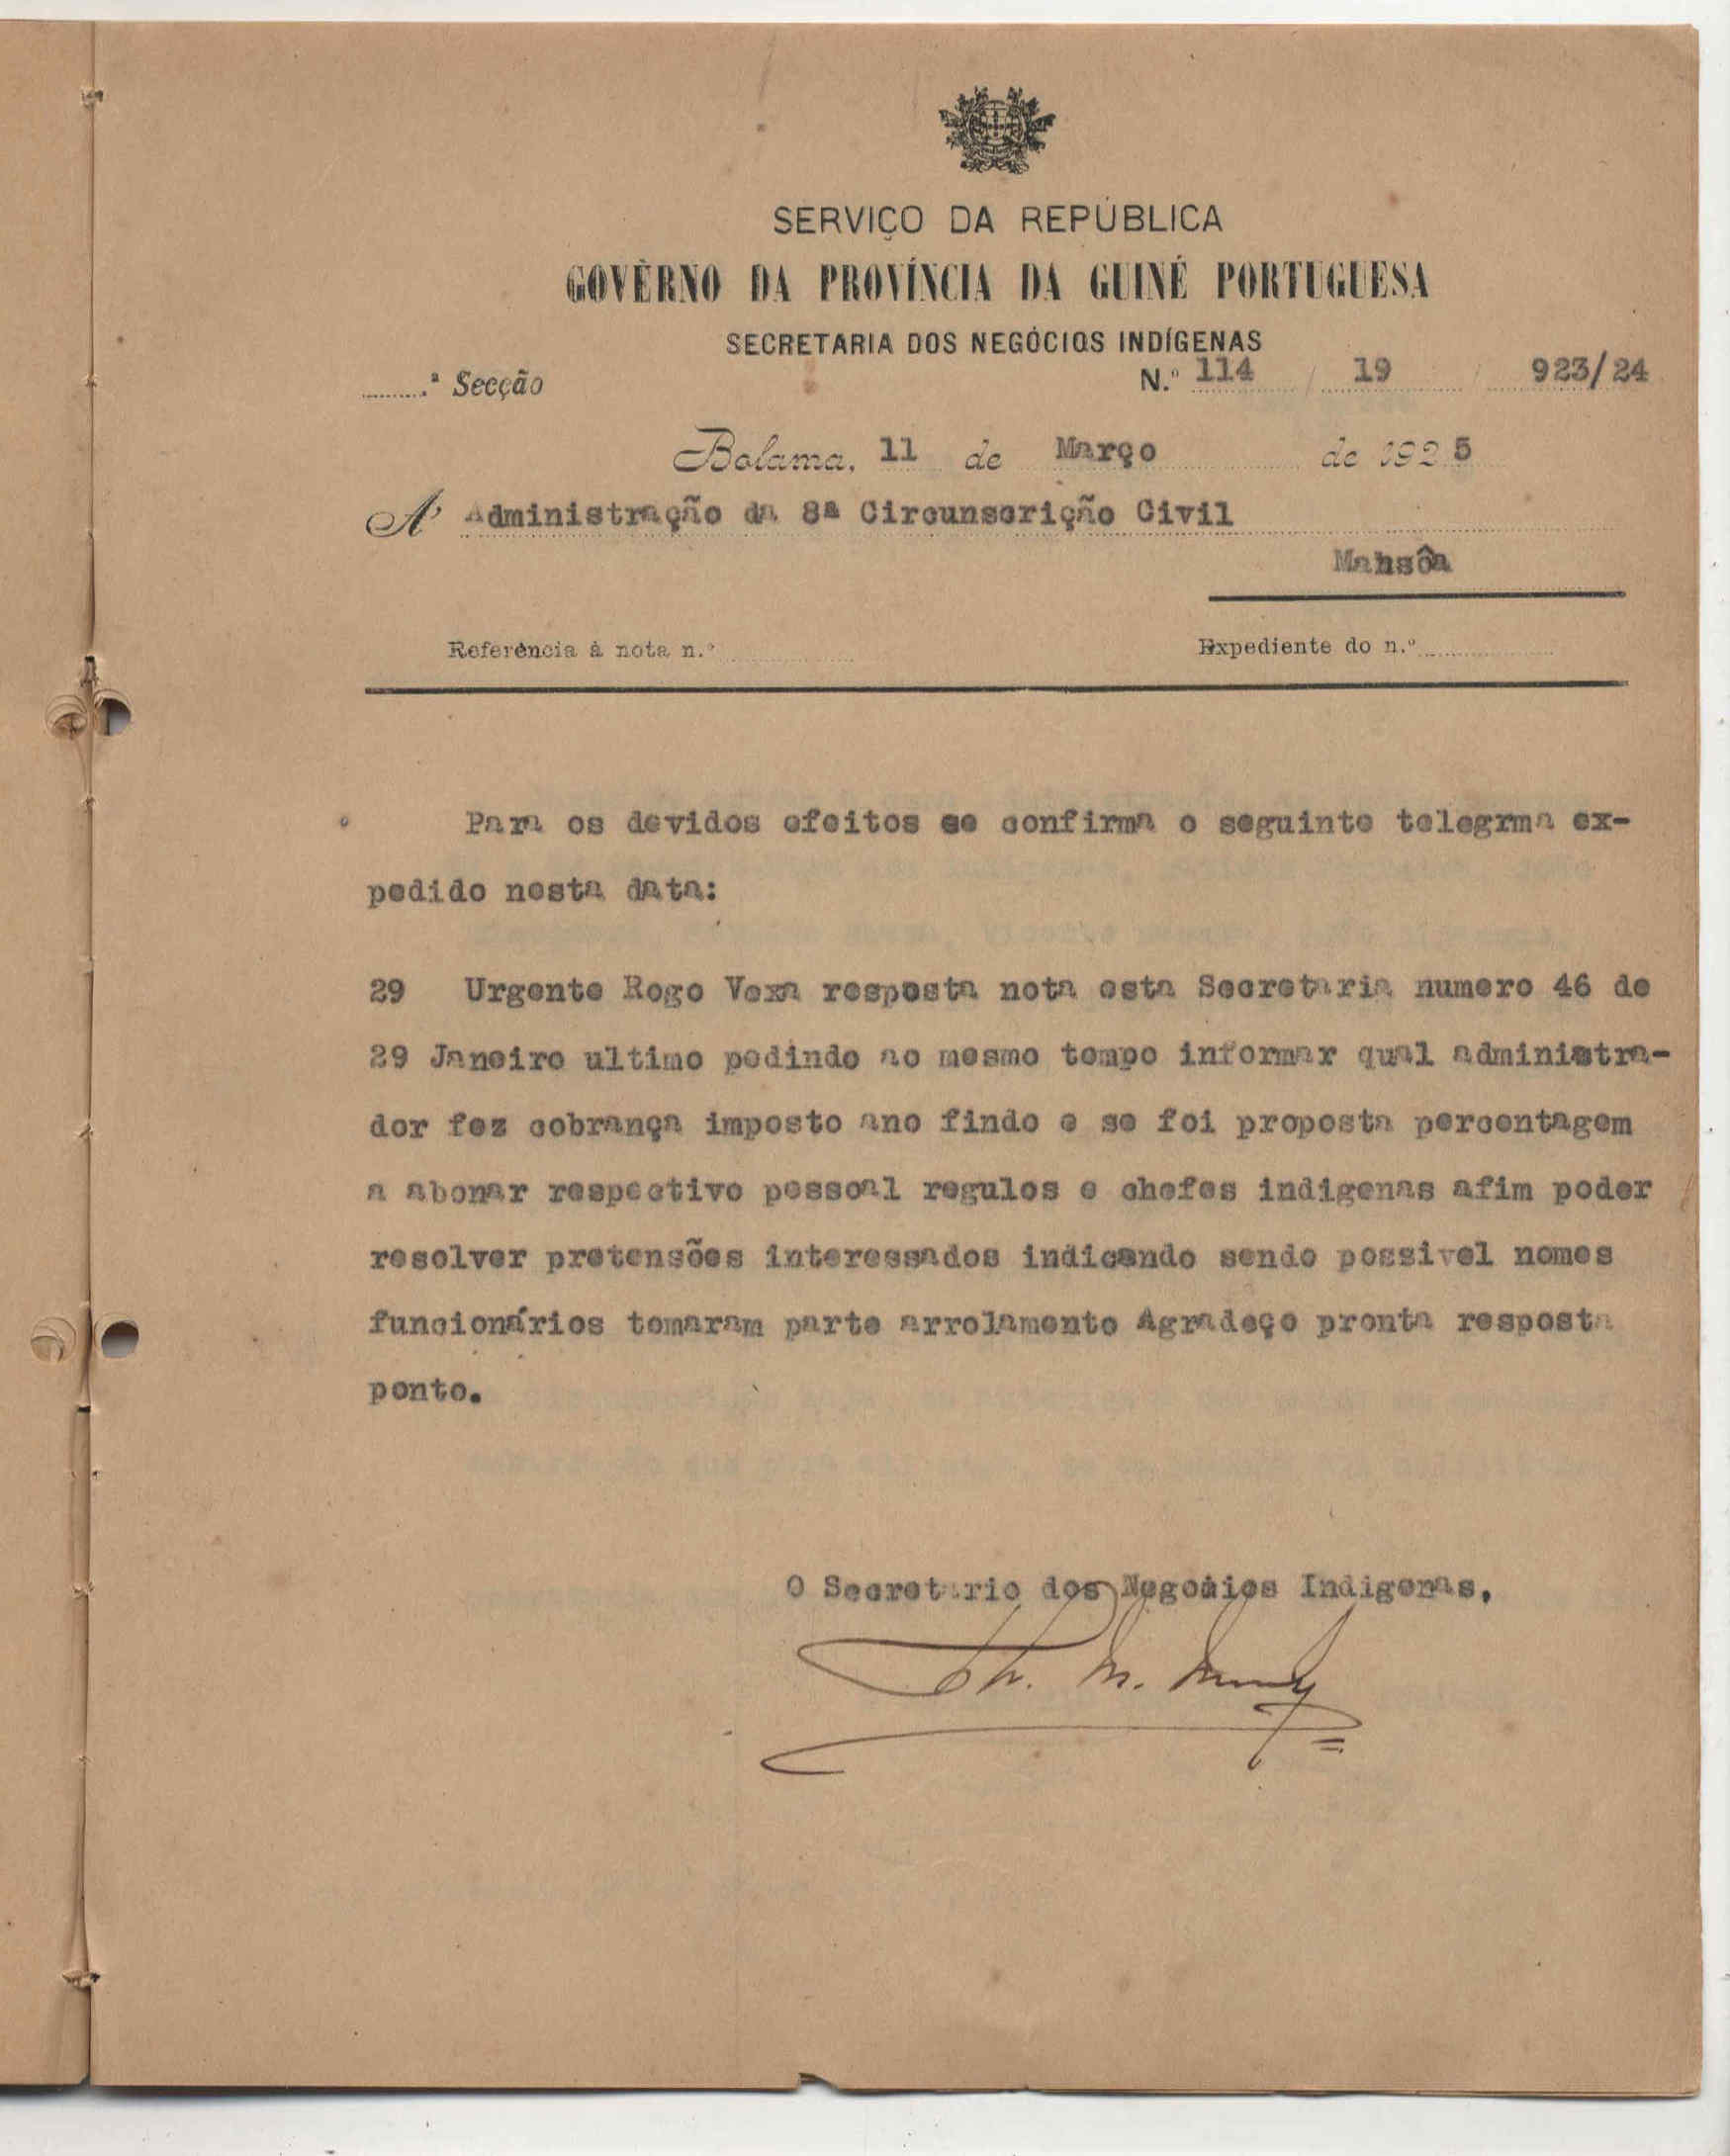 SERVIÇO DA REPÚBLICA
GOVÊRNO DA PROVÍNCIA DA GUINÉ PORTUGUESA
SECRETARIA DOS NEGÓCIOS INDÍGENAS
.ª Secção N.º 114 / 19 / 923/24
Bolama, 11 de Março de 1925
A' Administração da 8ª Circunscrição Civil
Mansôa
Referência à nota n.º Expediente do n.º
Para os devidos efeitos se confirma o seguinte telegrma ex-
pedido nesta data:
29 Urgente Rogo Vexa resposta nota esta Secretaria numero 46 de
29 Janeiro ultimo pedindo ao mesmo tempo informar qual administra-
dor fez cobrança imposto ano findo e se foi proposta percentagem
a abonar respectivo pessoal regulos e chefes indigenas afim poder
resolver pretensões interessados indicando sendo possivel nomes
funcionários tomaram parte arrolamento Agradeço pronta resposta
ponto.
O Secretario dos Negocios Indigenas,